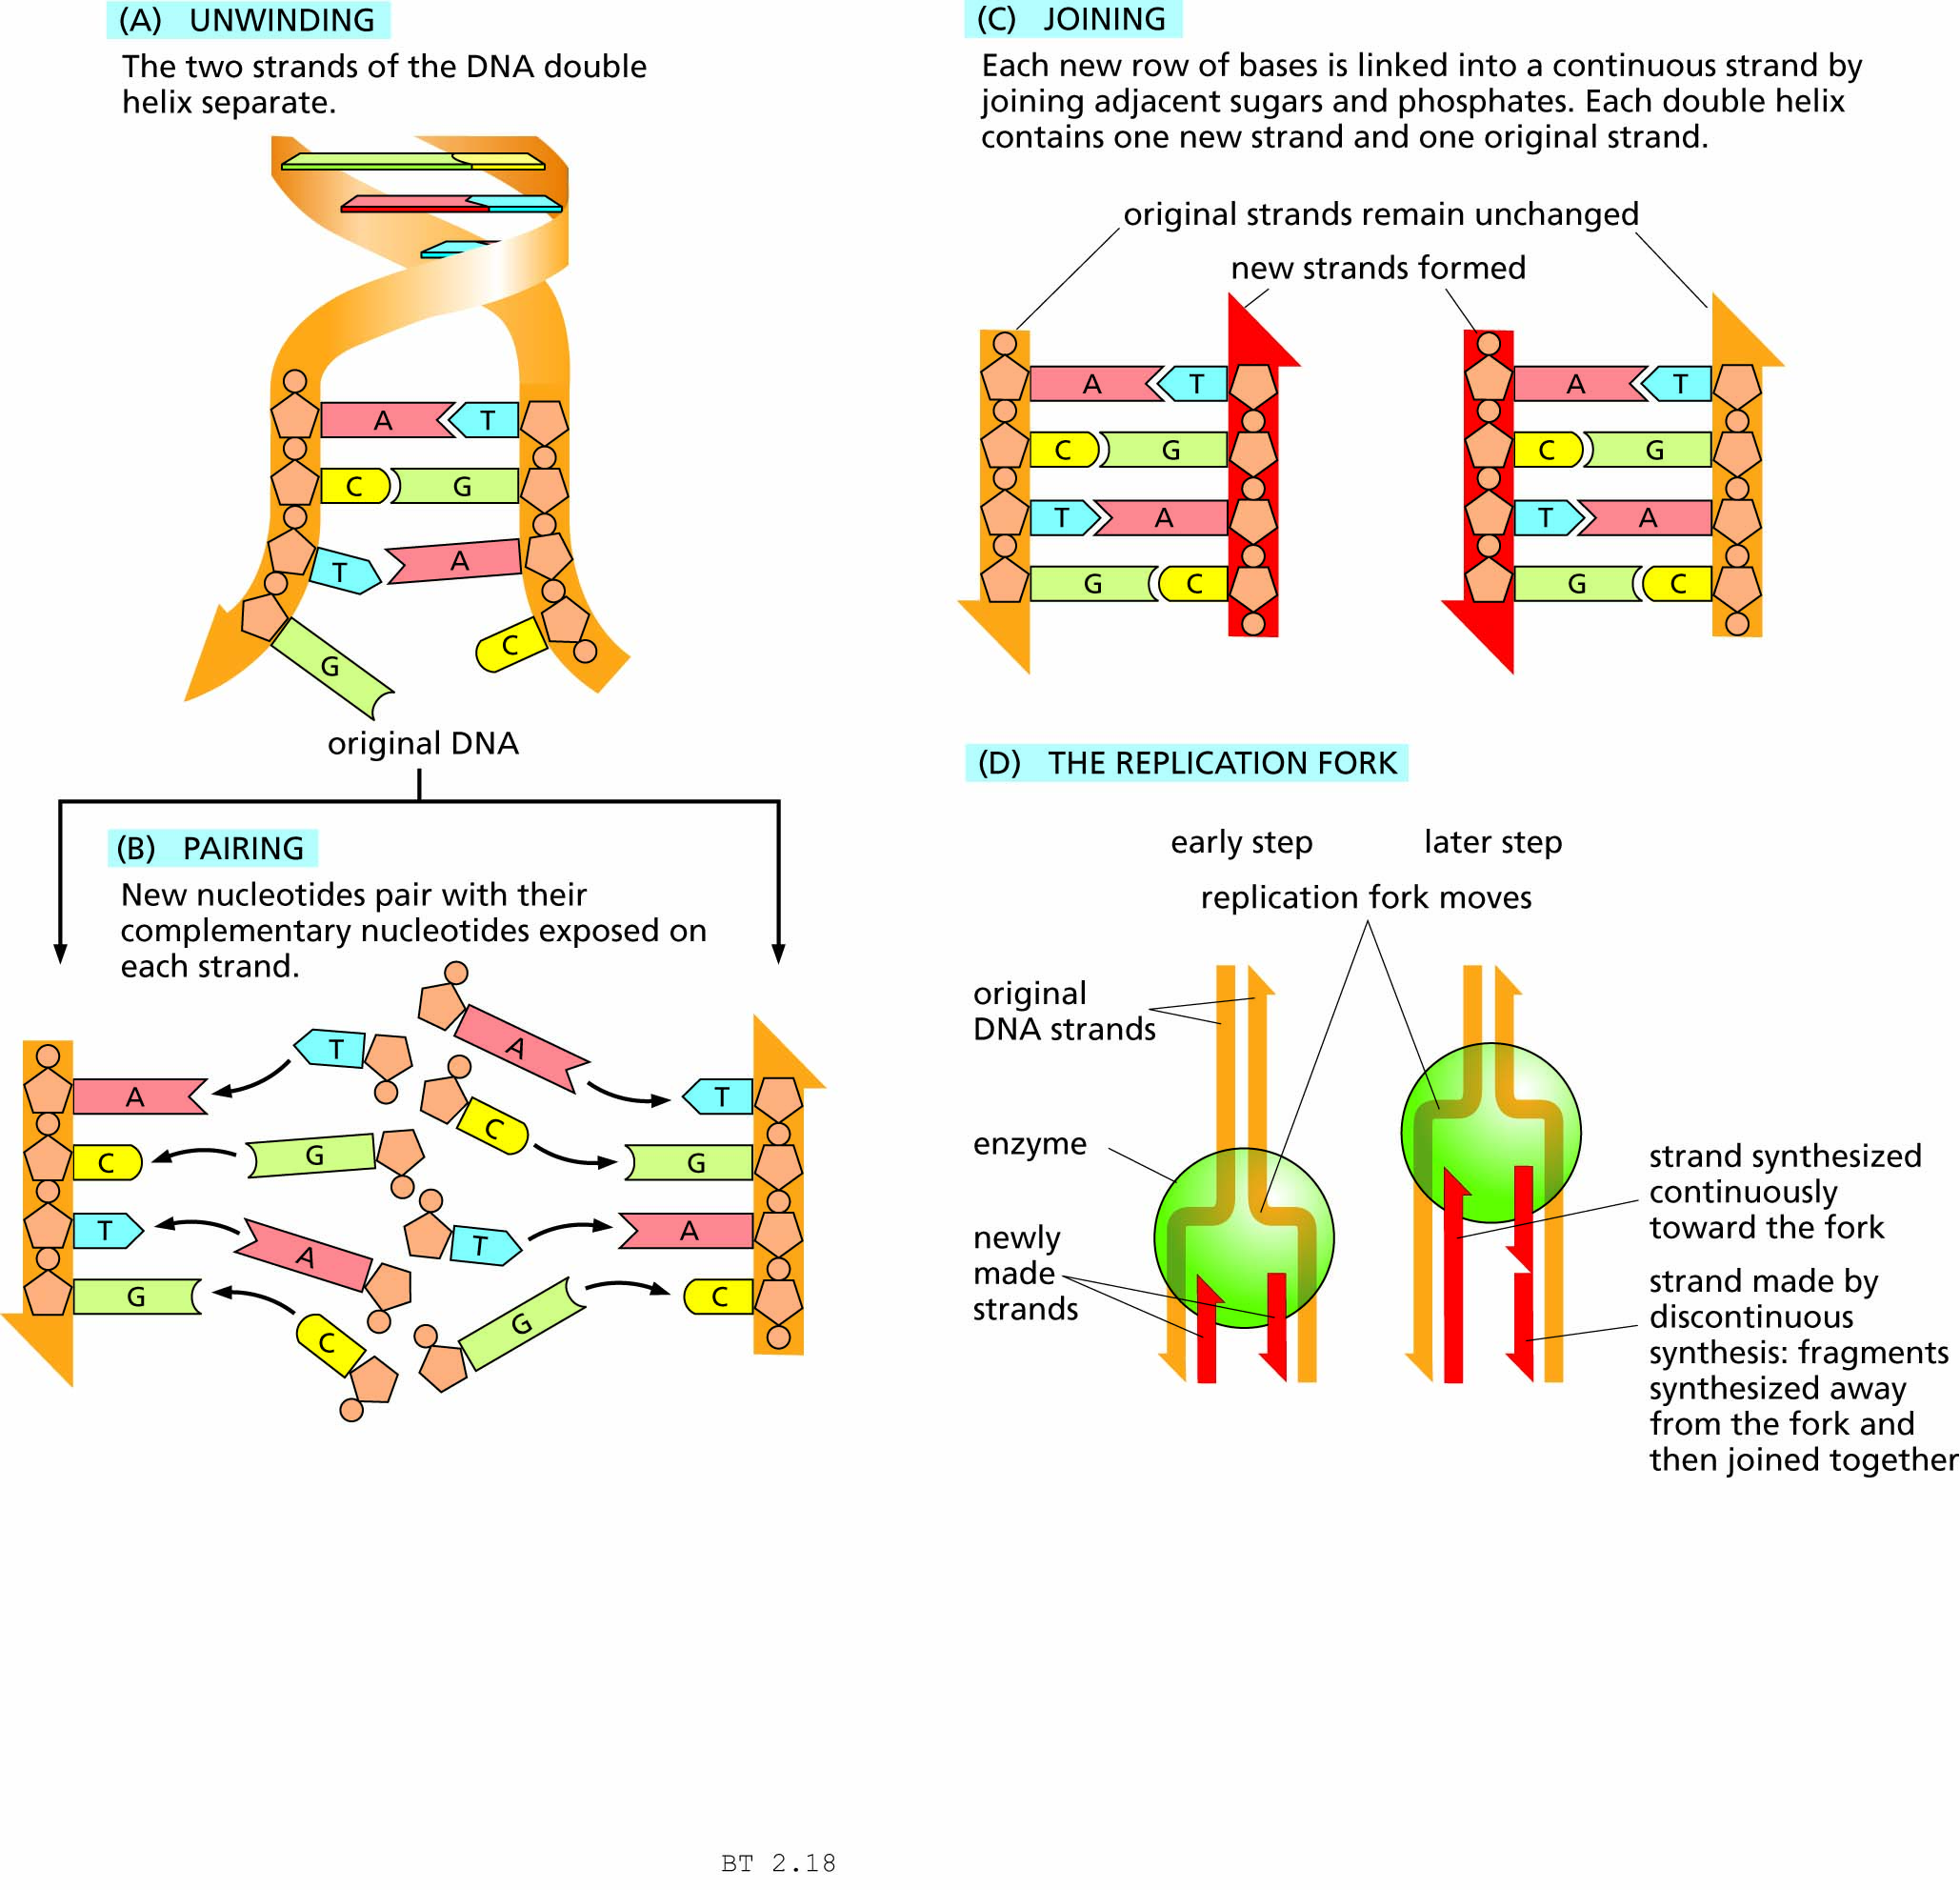 (A) UNWINDING
The two strands of the DNA double
helix separate.
A
T
C
G
T
A
G
C
original DNA
(B) PAIRING
New nucleotides pair with their
complementary nucleotides exposed on
each strand.
A
T
A
T
C
G
C
G
T
A
T
A
G
C
G
C
(C) JOINING
Each new row of bases is linked into a continuous strand by
joining adjacent sugars and phosphates. Each double helix
contains one new strand and one original strand.
original strands remain unchanged
new strands formed
A
T
A
T
C
G
C
G
T
A
T
A
G
C
G
C
(D) THE REPLICATION FORK
early step
later step
replication fork moves
original
DNA strands
enzyme
newly
made
strands
strand synthesized
continuously
toward the fork
strand made by
discontinuous
synthesis: fragments
synthesized away
from the fork and
then joined together
BT 2.18